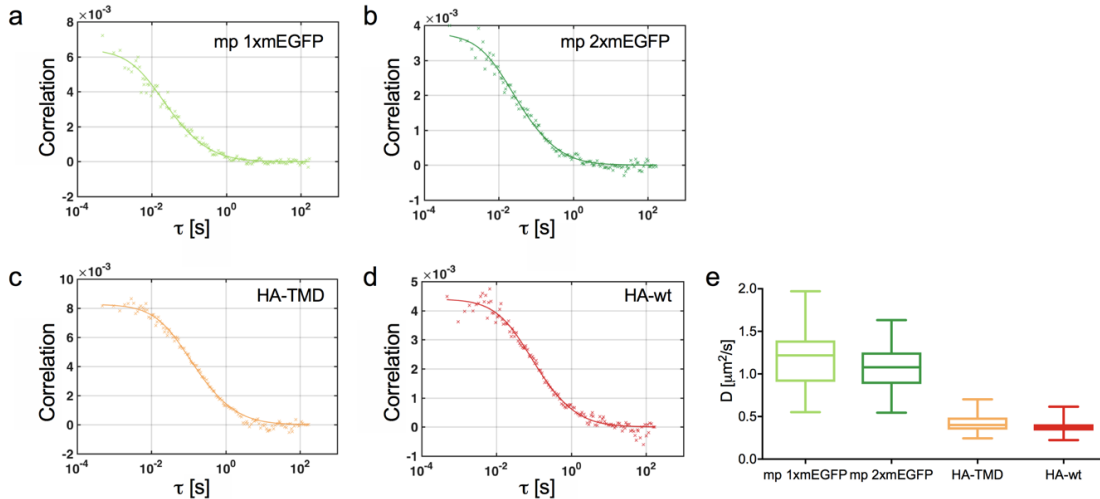 a
×10⁻³
mp 1xmEGFP
8
6
4
2
0
-2
Correlation
10⁻⁴
10⁻²
10⁰
10²
τ [s]
b
×10⁻³
mp 2xmEGFP
4
3
2
1
0
-1
Correlation
10⁻⁴
10⁻²
10⁰
10²
τ [s]
c
×10⁻³
HA-TMD
10
8
6
4
2
0
-2
Correlation
10⁻⁴
10⁻²
10⁰
10²
τ [s]
d
×10⁻³
HA-wt
5
4
3
2
1
0
-1
Correlation
10⁻⁴
10⁻²
10⁰
10²
τ [s]
e
2.0
1.5
1.0
0.5
0.0
D [μm²/s]
mp 1xmEGFP
mp 2xmEGFP
HA-TMD
HA-wt